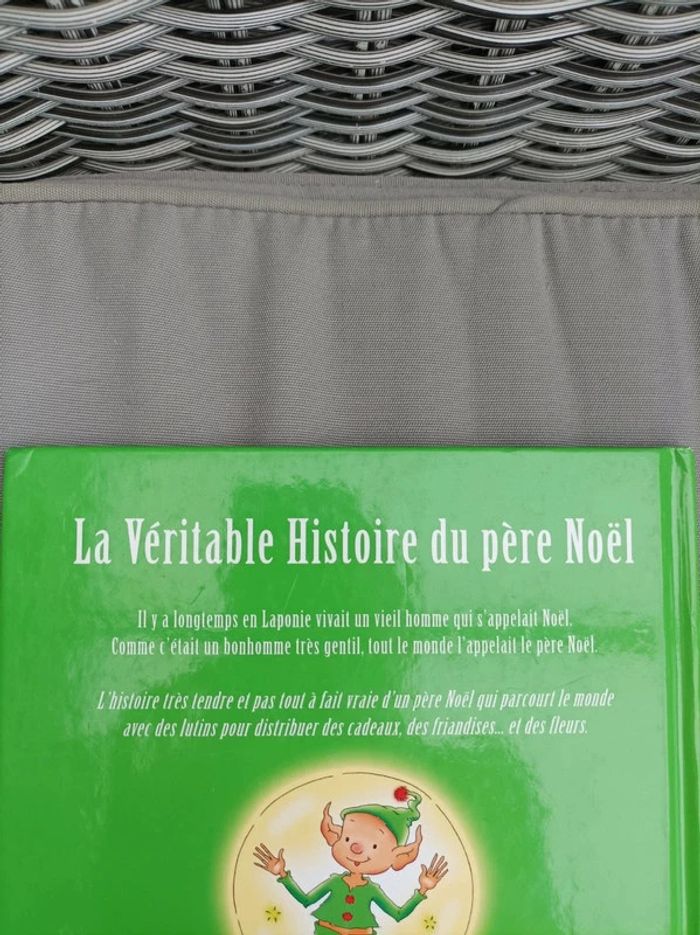 La Véritable Histoire du père Noël
Il y a longtemps en Laponie vivait un vieil homme qui s'appelait Noël.
Comme c'était un bonhomme très gentil, tout le monde l'appelait le père Noël.
L'histoire très tendre et pas tout à fait vraie d'un père Noël qui parcourt le monde
avec des lutins pour distribuer des cadeaux, des friandises... et des fleurs.